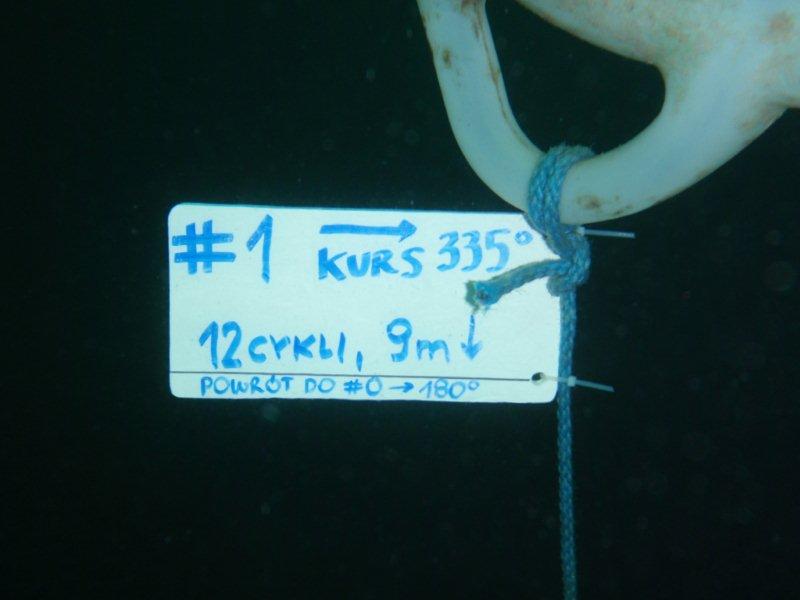 #1 → KURS 335°
12 CYKLI, 9m ↓
POWRÓT DO #0 → 180°